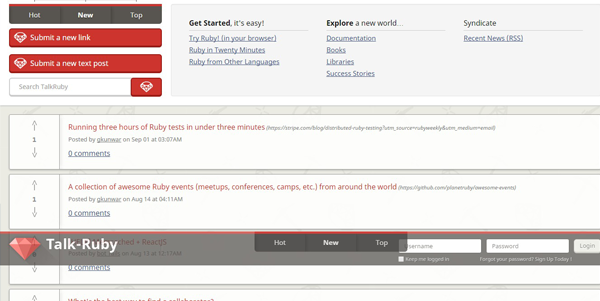 Hot New Top
Submit a new link
Submit a new text post
Search TalkRuby
Get Started, it's easy!
Try Ruby! (in your browser)
Ruby in Twenty Minutes
Ruby from Other Languages
Explore a new world...
Documentation
Books
Libraries
Success Stories
Syndicate
Recent News (RSS)
Running three hours of Ruby tests in under three minutes (https://stripe.com/blog/distributed-ruby-testing?utm_source=rubyweekly&utm_medium=email)
1
Posted by gkunwar on Sep 01 at 03:07AM
0 comments
A collection of awesome Ruby events (meetups, conferences, camps, etc.) from around the world (https://github.com/planetruby/awesome-events)
1
Posted by gkunwar on Aug 14 at 04:11AM
0 comments
Talk-Ruby
Hot New Top
Username Password Login
Keep me logged in Forgot your password? Sign Up Today !
+ ReactJS
on Aug 13 at 12:11AM
0 comments
What's the best way to find a collaborator?